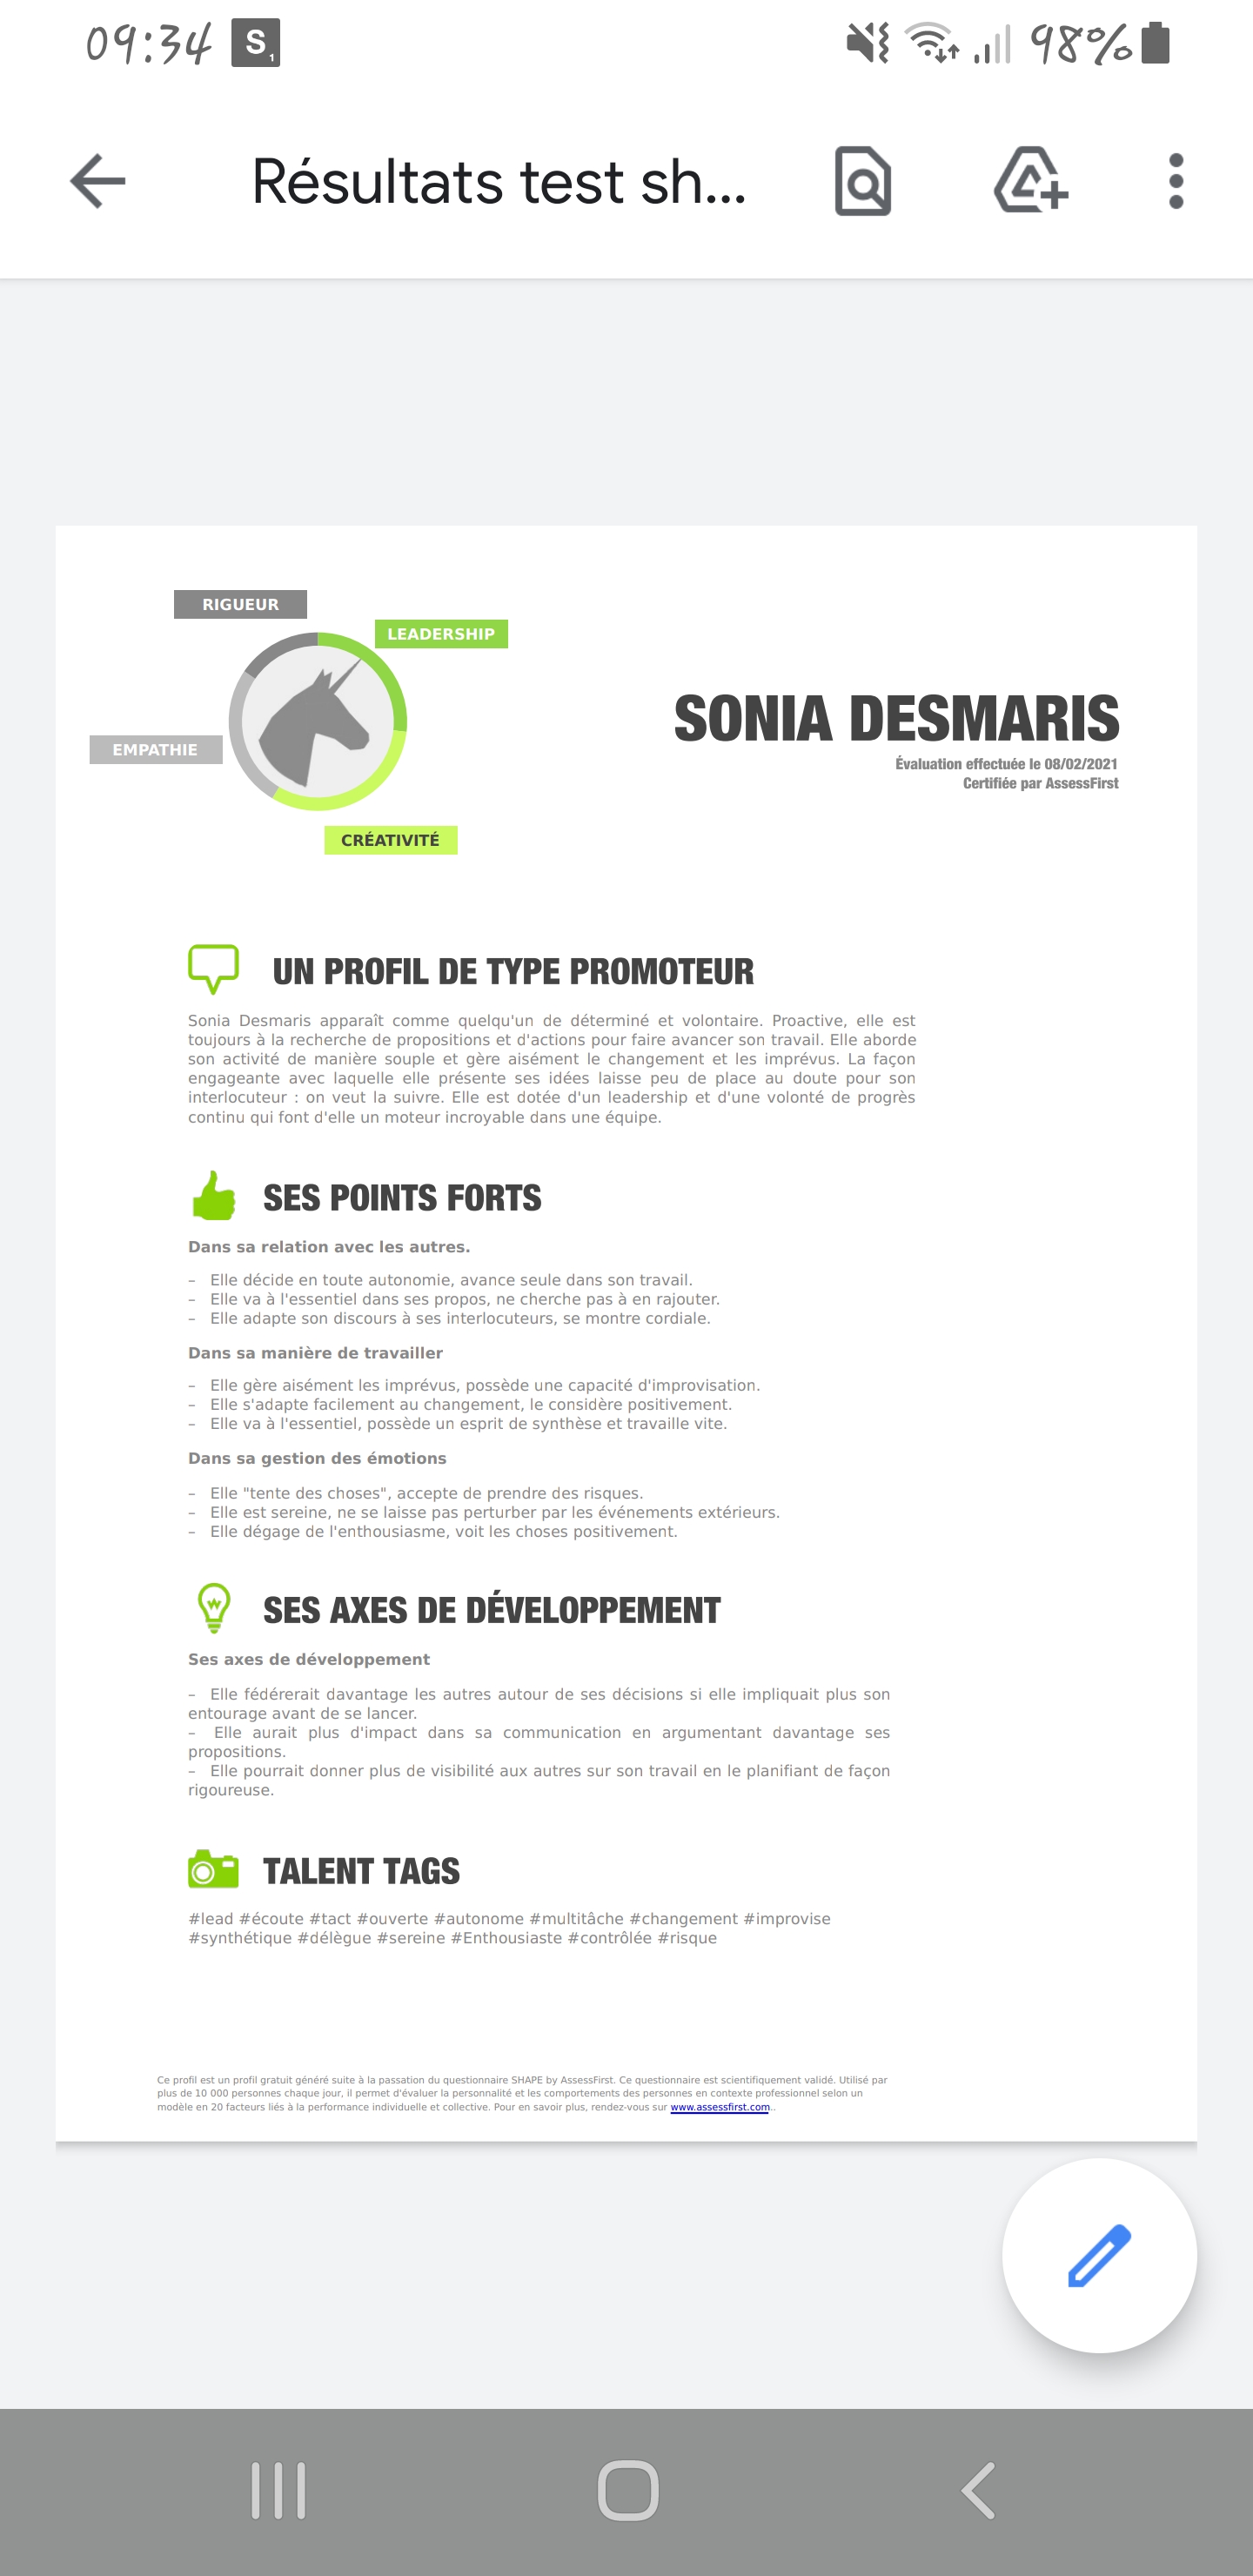 09:34 S 1 98%
Résultats test sh...
RIGUEUR
LEADERSHIP
EMPATHIE
CRÉATIVITÉ
SONIA DESMARIS
Évaluation effectuée le 08/02/2021
Certifiée par AssessFirst
UN PROFIL DE TYPE PROMOTEUR
Sonia Desmaris apparaît comme quelqu'un de déterminé et volontaire. Proactive, elle est
toujours à la recherche de propositions et d'actions pour faire avancer son travail. Elle aborde
son activité de manière souple et gère aisément le changement et les imprévus. La façon
engageante avec laquelle elle présente ses idées laisse peu de place au doute pour son
interlocuteur : on veut la suivre. Elle est dotée d'un leadership et d'une volonté de progrès
continu qui font d'elle un moteur incroyable dans une équipe.
SES POINTS FORTS
Dans sa relation avec les autres.
– Elle décide en toute autonomie, avance seule dans son travail.
– Elle va à l'essentiel dans ses propos, ne cherche pas à en rajouter.
– Elle adapte son discours à ses interlocuteurs, se montre cordiale.
Dans sa manière de travailler
– Elle gère aisément les imprévus, possède une capacité d'improvisation.
– Elle s'adapte facilement au changement, le considère positivement.
– Elle va à l'essentiel, possède un esprit de synthèse et travaille vite.
Dans sa gestion des émotions
– Elle "tente des choses", accepte de prendre des risques.
– Elle est sereine, ne se laisse pas perturber par les événements extérieurs.
– Elle dégage de l'enthousiasme, voit les choses positivement.
SES AXES DE DÉVELOPPEMENT
Ses axes de développement
– Elle fédérerait davantage les autres autour de ses décisions si elle impliquait plus son
entourage avant de se lancer.
– Elle aurait plus d'impact dans sa communication en argumentant davantage ses
propositions.
– Elle pourrait donner plus de visibilité aux autres sur son travail en le planifiant de façon
rigoureuse.
TALENT TAGS
#lead #écoute #tact #ouverte #autonome #multitâche #changement #improvise
#synthétique #délègue #sereine #Enthousiaste #contrôlée #risque
Ce profil est un profil gratuit généré suite à la passation du questionnaire SHAPE by AssessFirst. Ce questionnaire est scientifiquement validé. Utilisé par
plus de 10 000 personnes chaque jour, il permet d'évaluer la personnalité et les comportements des personnes en contexte professionnel selon un
modèle en 20 facteurs liés à la performance individuelle et collective. Pour en savoir plus, rendez-vous sur www.assessfirst.com..